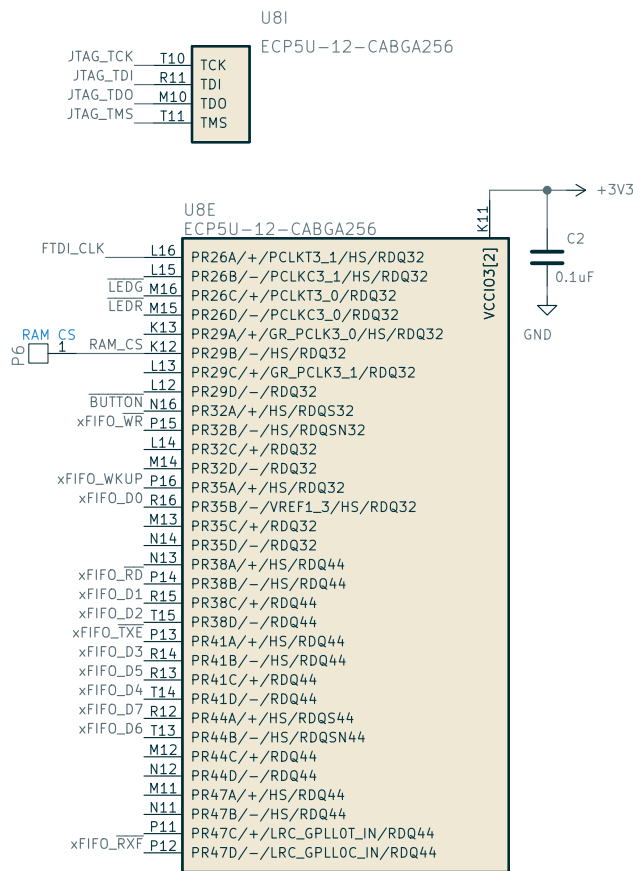 U8I
ECP5U-12-CABGA256
JTAG_TCK T10 TCK
JTAG_TDI R11 TDI
JTAG_TDO M10 TDO
JTAG_TMS T11 TMS
U8E
ECP5U-12-CABGA256
K11
+3V3
VCCIO3[2]
C2
0.1uF
GND
FTDI_CLK L16 PR26A/+/PCLKT3_1/HS/RDQ32
L15 PR26B/-/PCLKC3_1/HS/RDQ32
LEDG M16 PR26C/+/PCLKT3_0/RDQ32
LEDR M15 PR26D/-/PCLKC3_0/RDQ32
K13 PR29A/+/GR_PCLK3_0/HS/RDQ32
P6 RAM CS 1 RAM_CS K12 PR29B/-/HS/RDQ32
L13 PR29C/+/GR_PCLK3_1/RDQ32
L12 PR29D/-/RDQ32
BUTTON N16 PR32A/+/HS/RDQS32
xFIFO_WR P15 PR32B/-/HS/RDQSN32
L14 PR32C/+/RDQ32
M14 PR32D/-/RDQ32
xFIFO_WKUP P16 PR35A/+/HS/RDQ32
xFIFO_D0 R16 PR35B/-/VREF1_3/HS/RDQ32
M13 PR35C/+/RDQ32
N14 PR35D/-/RDQ32
N13 PR38A/+/HS/RDQ44
xFIFO_RD P14 PR38B/-/HS/RDQ44
xFIFO_D1 R15 PR38C/+/RDQ44
xFIFO_D2 T15 PR38D/-/RDQ44
xFIFO_TXE P13 PR41A/+/HS/RDQ44
xFIFO_D3 R14 PR41B/-/HS/RDQ44
xFIFO_D5 R13 PR41C/+/RDQ44
xFIFO_D4 T14 PR41D/-/RDQ44
xFIFO_D7 R12 PR44A/+/HS/RDQS44
xFIFO_D6 T13 PR44B/-/HS/RDQSN44
M12 PR44C/+/RDQ44
N12 PR44D/-/RDQ44
M11 PR47A/+/HS/RDQ44
N11 PR47B/-/HS/RDQ44
P11 PR47C/+/LRC_GPLL0T_IN/RDQ44
xFIFO_RXF P12 PR47D/-/LRC_GPLL0C_IN/RDQ44